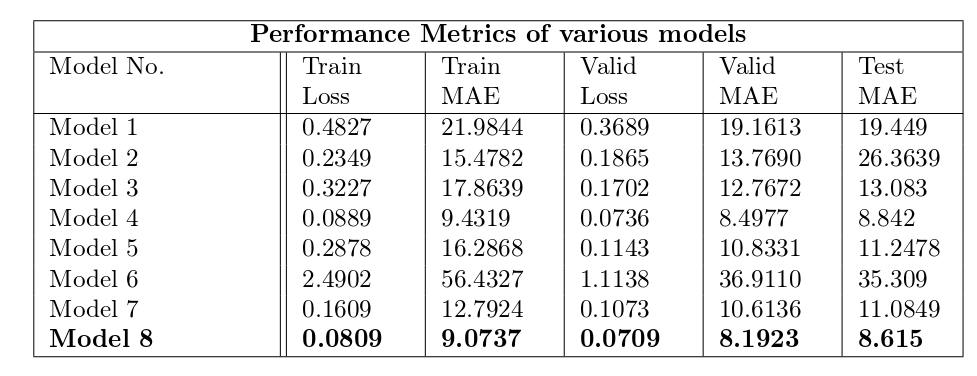 Performance Metrics of various models
Model No. Train Train Valid Valid Test
Loss MAE Loss MAE MAE
Model 1 0.4827 21.9844 0.3689 19.1613 19.449
Model 2 0.2349 15.4782 0.1865 13.7690 26.3639
Model 3 0.3227 17.8639 0.1702 12.7672 13.083
Model 4 0.0889 9.4319 0.0736 8.4977 8.842
Model 5 0.2878 16.2868 0.1143 10.8331 11.2478
Model 6 2.4902 56.4327 1.1138 36.9110 35.309
Model 7 0.1609 12.7924 0.1073 10.6136 11.0849
Model 8 0.0809 9.0737 0.0709 8.1923 8.615